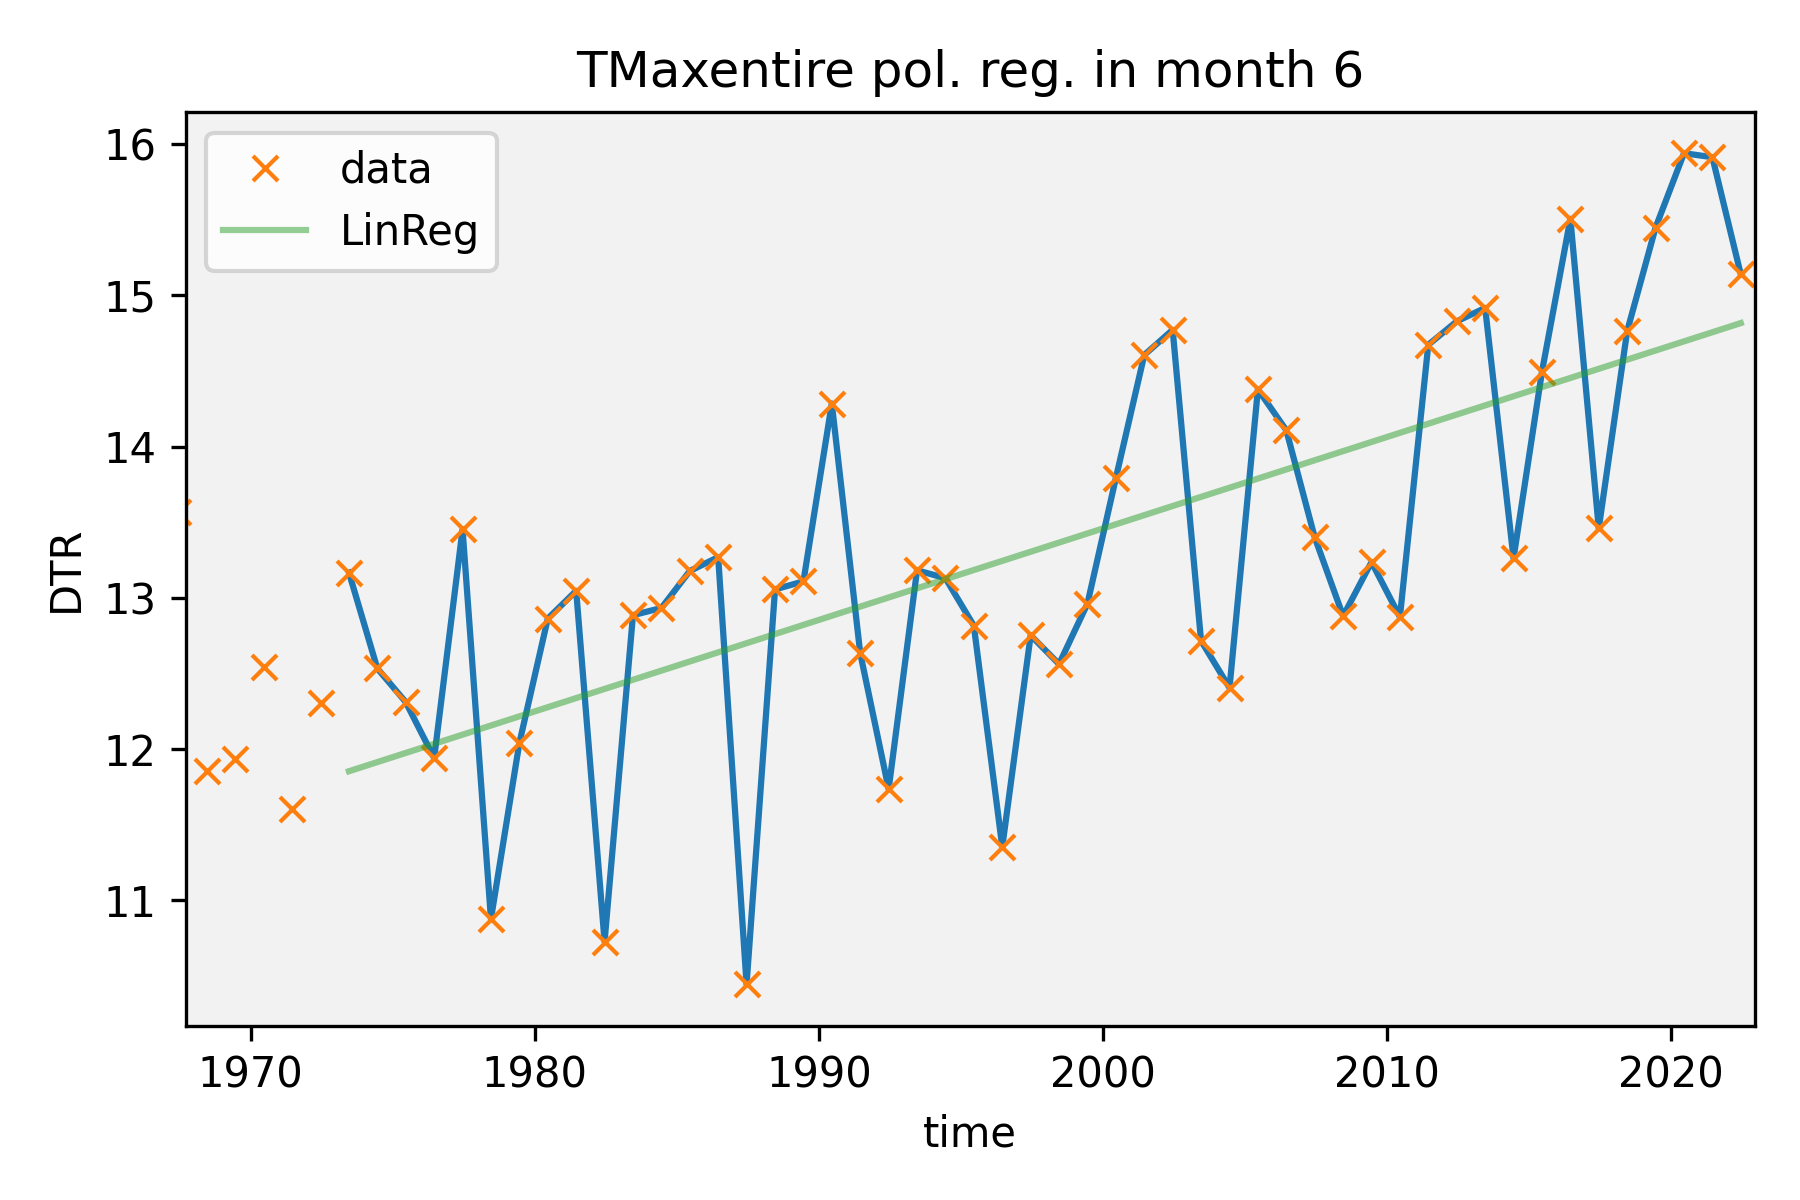 TMaxentire pol. reg. in month 6
data
LinReg
16
15
14
13
12
11
DTR
1970 1980 1990 2000 2010 2020
time